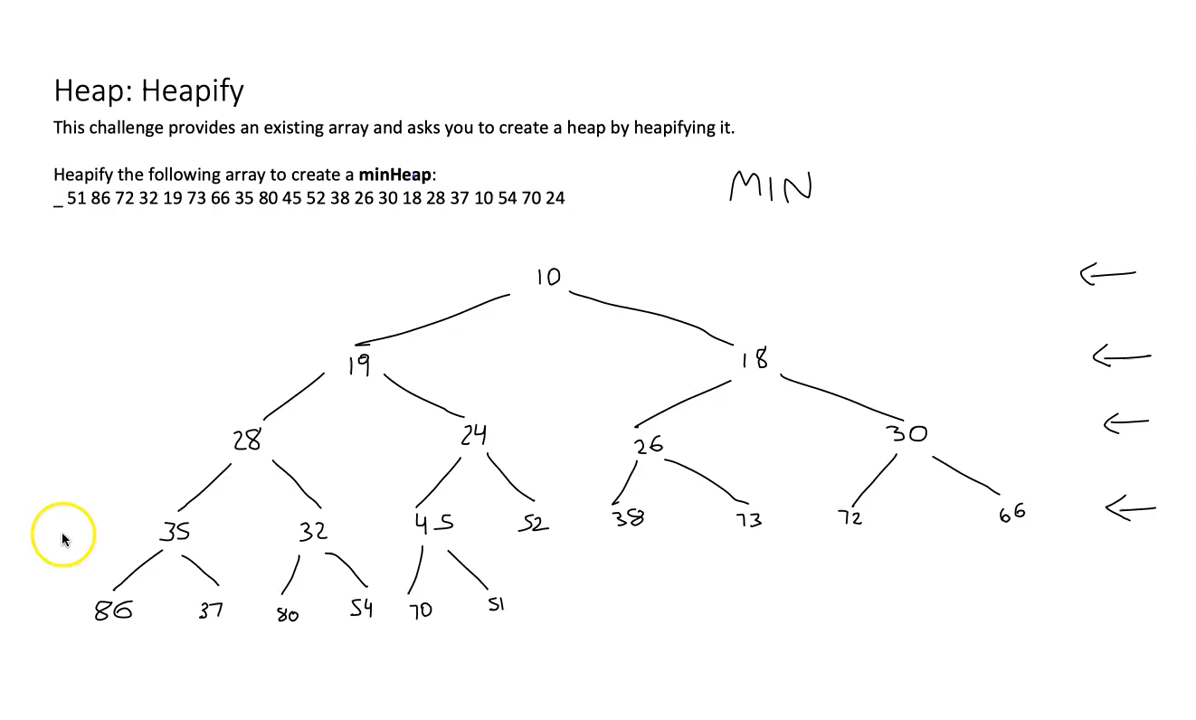 Heap: Heapify
This challenge provides an existing array and asks you to create a heap by heapifying it.
Heapify the following array to create a minHeap:
_ 51 86 72 32 19 73 66 35 80 45 52 38 26 30 18 28 37 10 54 70 24
MIN
10
19 18
28 24 26 30
35 32 45 52 38 73 72 66
86 37 80 54 70 51